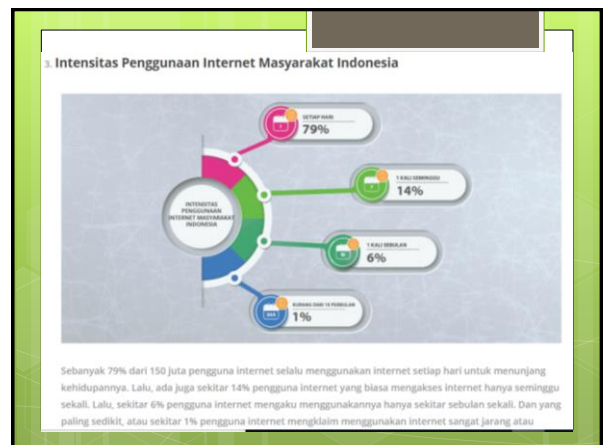 3. Intensitas Penggunaan Internet Masyarakat Indonesia
SETIAP HARI
79%
1 KALI SEMINGGU
14%
INTENSITAS
PENGGUNAAN
INTERNET MASYARAKAT
INDONESIA
1 KALI SEBULAN
6%
KURANG DARI 1X PERBULAN
1%
Sebanyak 79% dari 150 juta pengguna internet selalu menggunakan internet setiap hari untuk menunjang
kehidupannya. Lalu, ada juga sekitar 14% pengguna internet yang biasa mengakses internet hanya seminggu
sekali. Lalu, sekitar 6% pengguna internet mengaku menggunakannya hanya sekitar sebulan sekali. Dan yang
paling sedikit, atau sekitar 1% pengguna internet mengklaim menggunakan internet sangat jarang atau